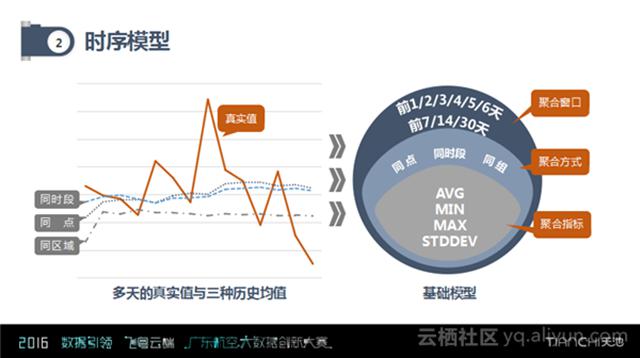 2
时序模型
真实值
同时段
同 点
同区域
多天的真实值与三种历史均值
前1/2/3/4/5/6天
前7/14/30天
同点 同时段 同组
AVG
MIN
MAX
STDDEV
聚合窗口
聚合方式
聚合指标
基础模型
2016 数据引领 飞粤云端 广东航空大数据创新大赛
云栖社区 yq.aliyun.com
TIANCHI天池